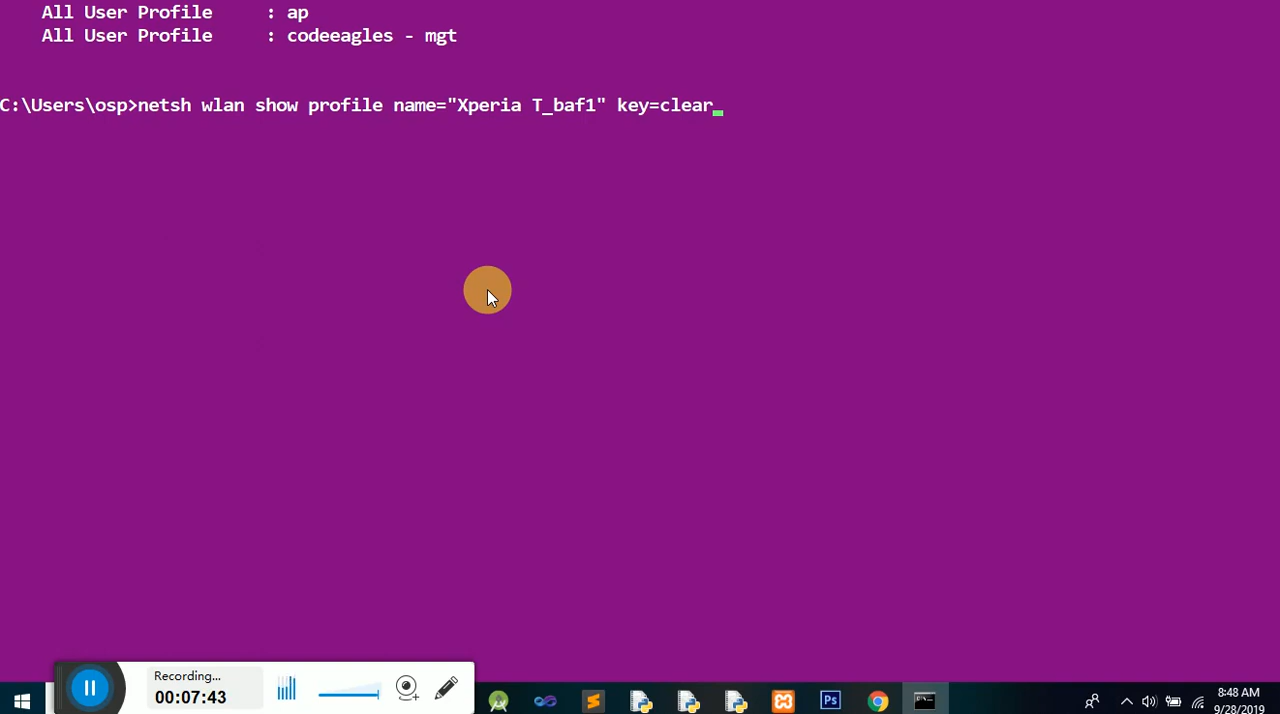 All User Profile     : ap
All User Profile     : codeeagles - mgt
C:\Users\osp>netsh wlan show profile name="Xperia T_baf1" key=clear
Recording...
00:07:43
Ps
8:48 AM
9/28/2019